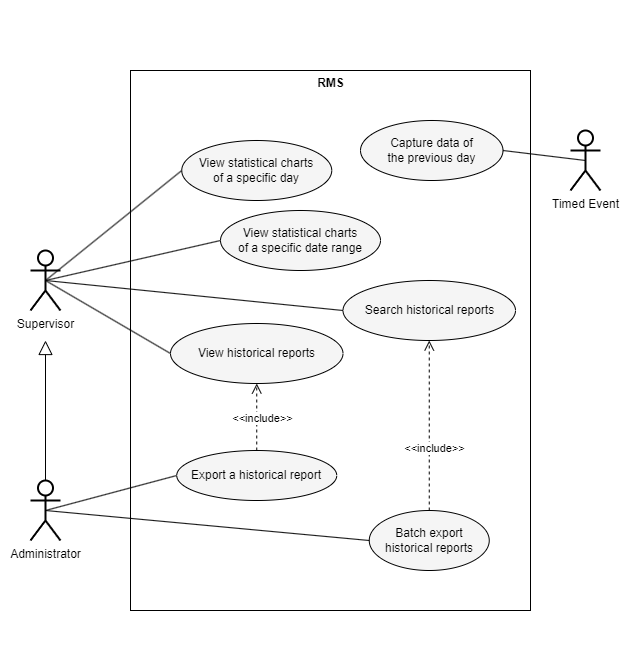 RMS
Capture data of
the previous day
View statistical charts
of a specific day
Timed Event
View statistical charts
of a specific date range
Search historical reports
Supervisor
View historical reports
<<include>>
<<include>>
Export a historical report
Batch export
historical reports
Administrator